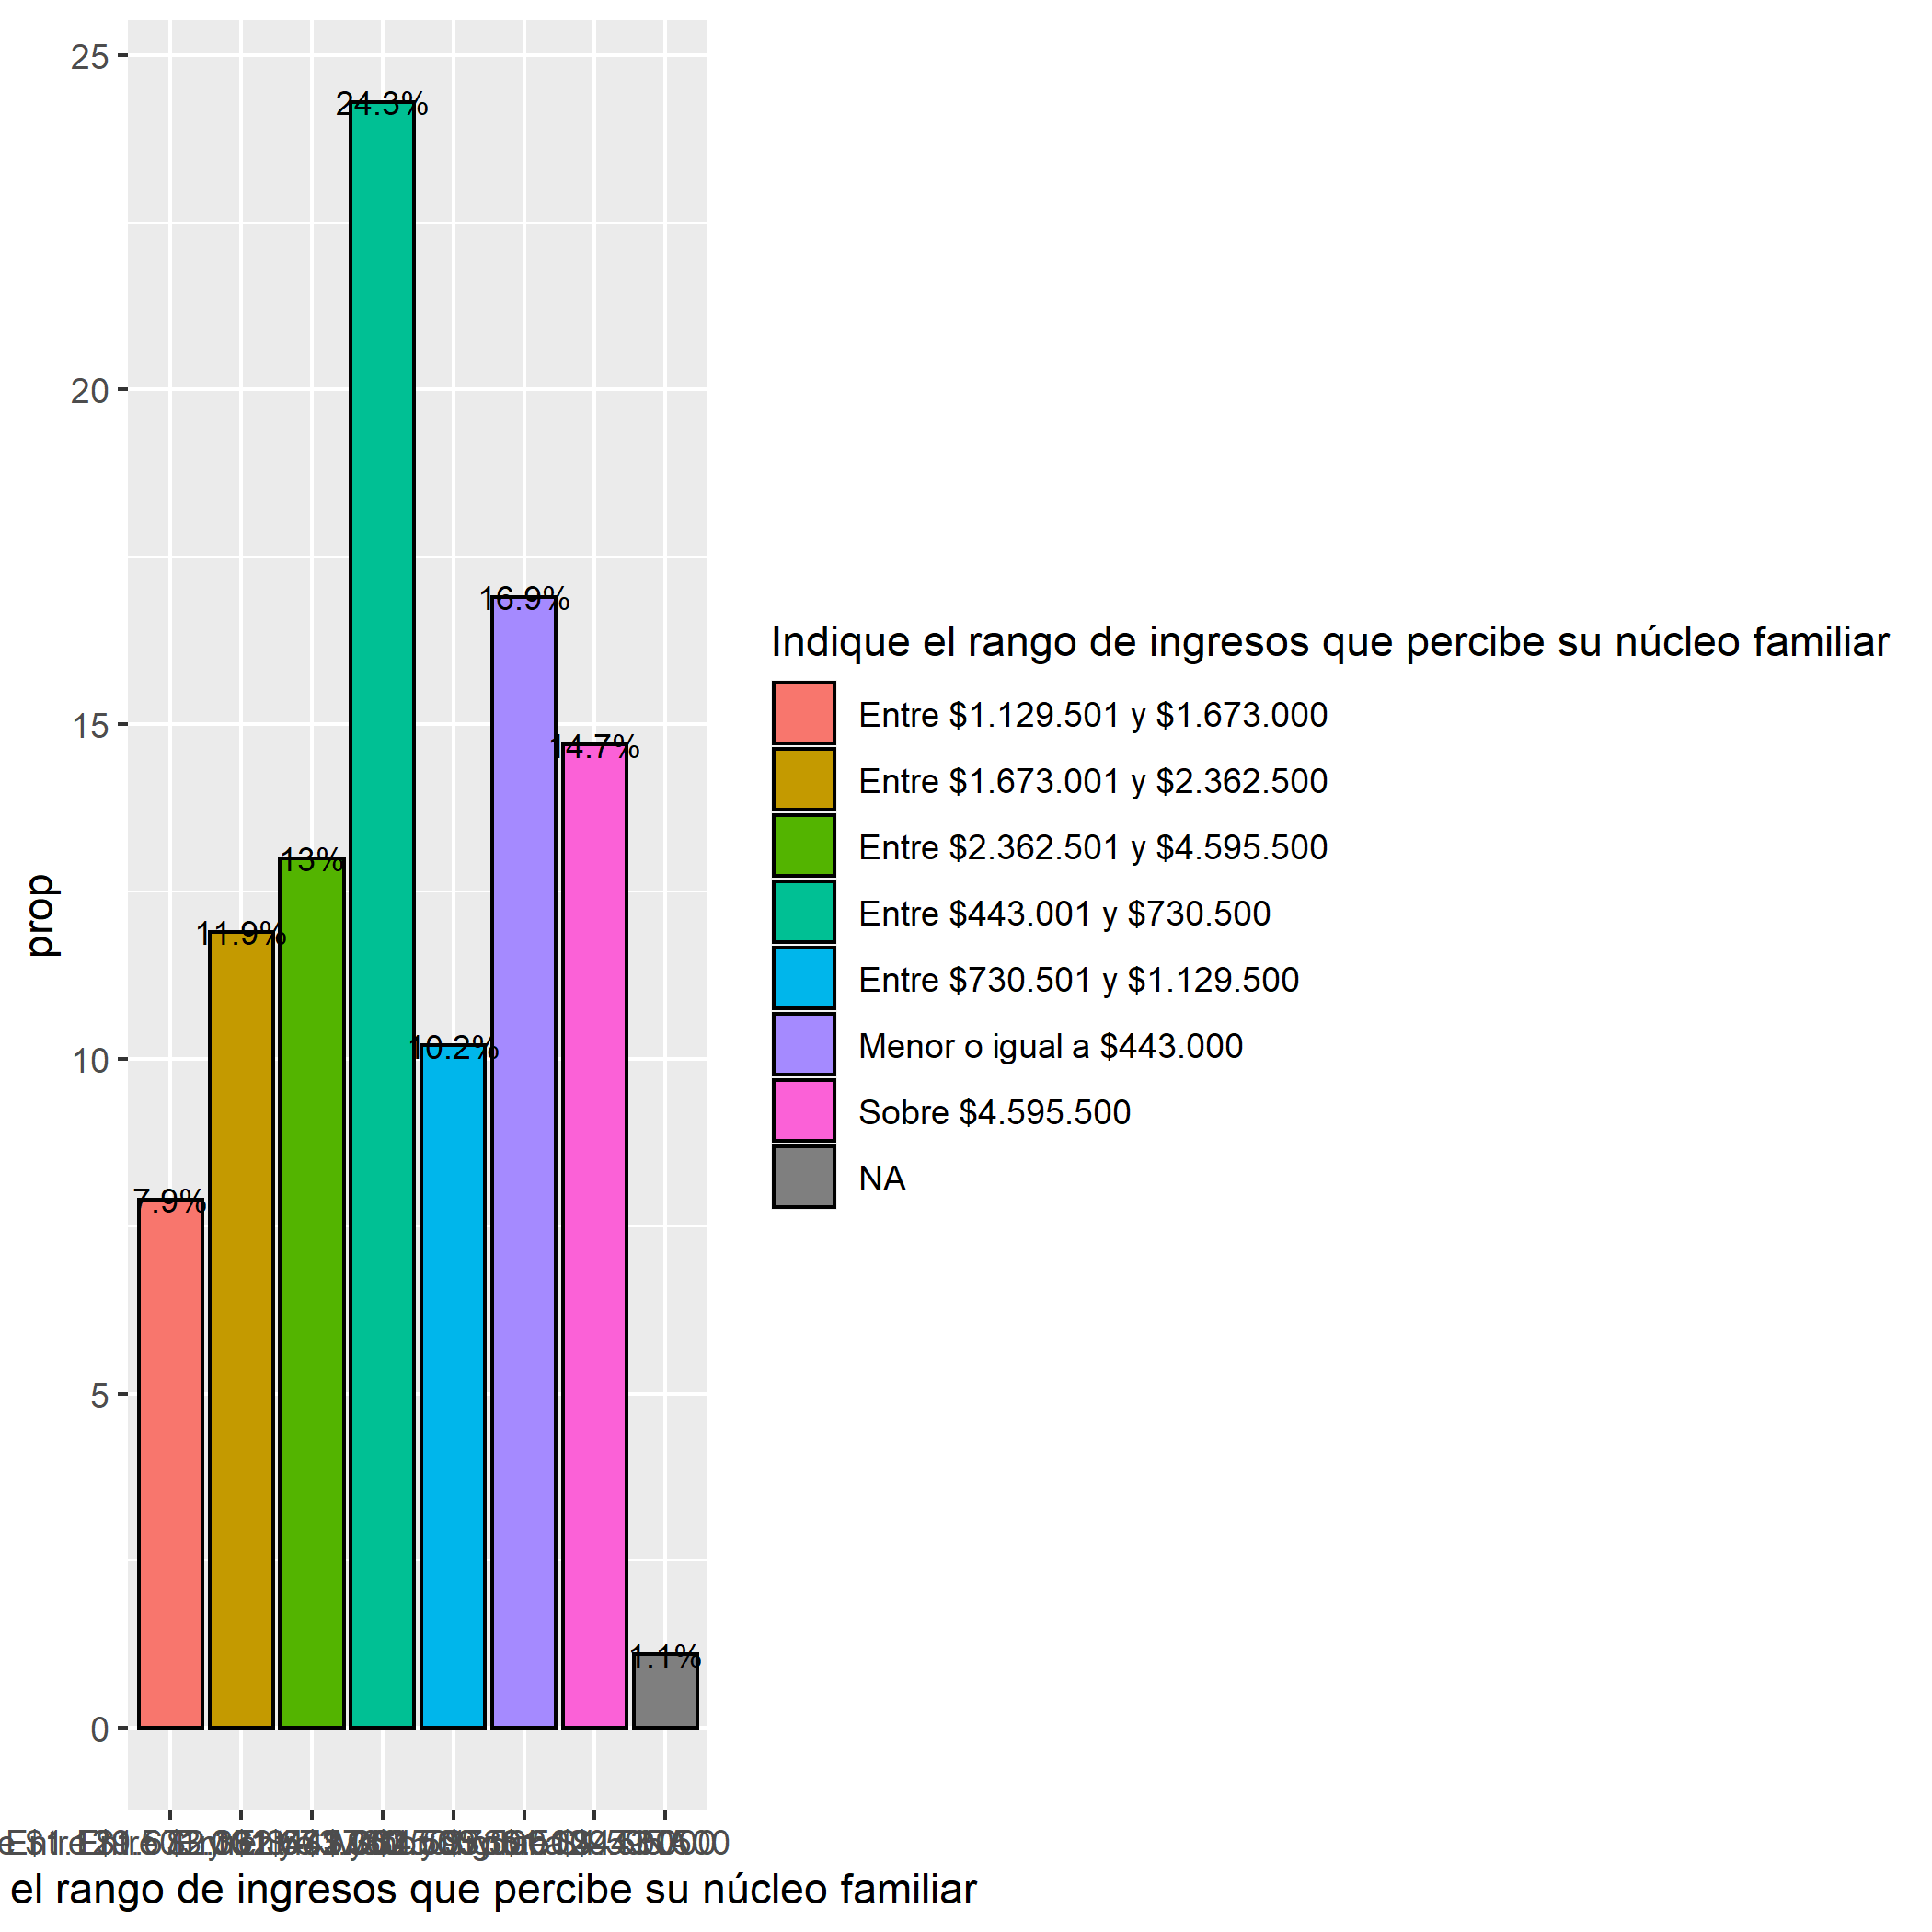 25
24.3%
20
16.9%
Indique el rango de ingresos que percibe su núcleo familiar
Entre $1.129.501 y $1.673.000
15
14.7%
Entre $1.673.001 y $2.362.500
13%
Entre $2.362.501 y $4.595.500
prop
11.9%
Entre $443.001 y $730.500
Entre $730.501 y $1.129.500
10
10.2%
Menor o igual a $443.000
Sobre $4.595.500
NA
7.9%
5
1.1%
0
el rango de ingresos que percibe su núcleo familiar